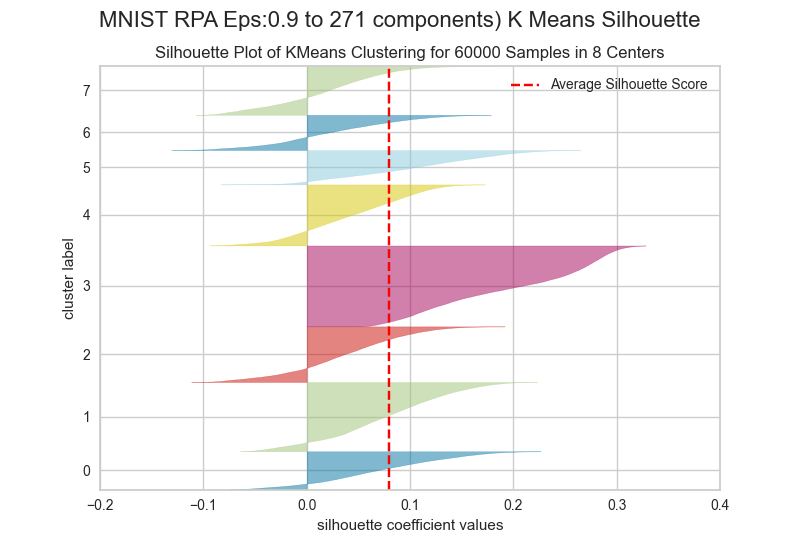 MNIST RPA Eps:0.9 to 271 components) K Means Silhouette
Silhouette Plot of KMeans Clustering for 60000 Samples in 8 Centers
Average Silhouette Score
7
6
5
4
3
2
1
0
cluster label
−0.2 −0.1 0.0 0.1 0.2 0.3 0.4
silhouette coefficient values